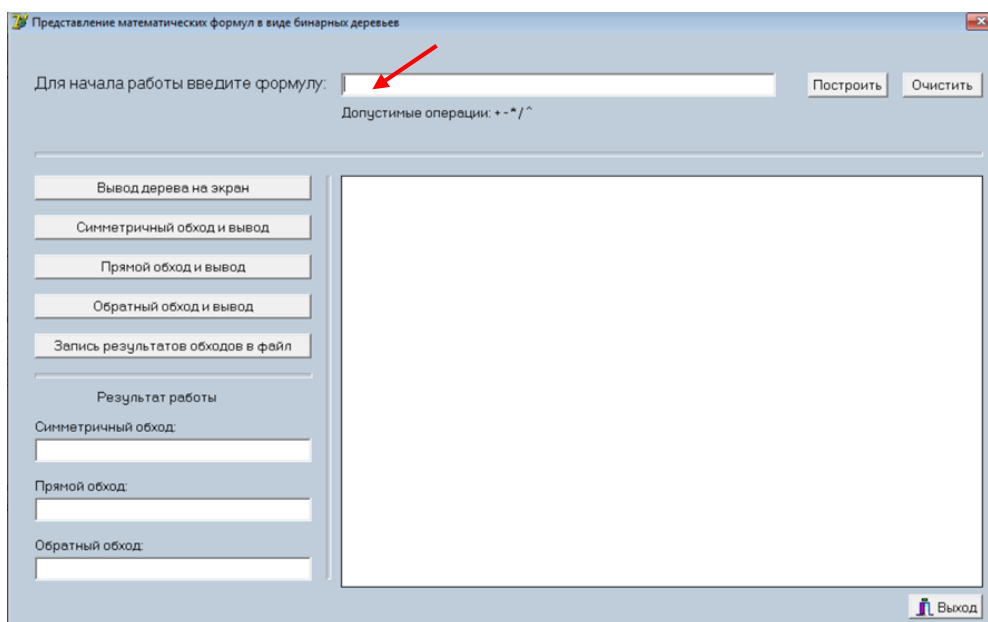 Представление математических формул в виде бинарных деревьев
Для начала работы введите формулу:
Построить
Очистить
Допустимые операции: + - * / ^
Вывод дерева на экран
Симметричный обход и вывод
Прямой обход и вывод
Обратный обход и вывод
Запись результатов обходов в файл
Результат работы
Симметричный обход:
Прямой обход:
Обратный обход:
Выход